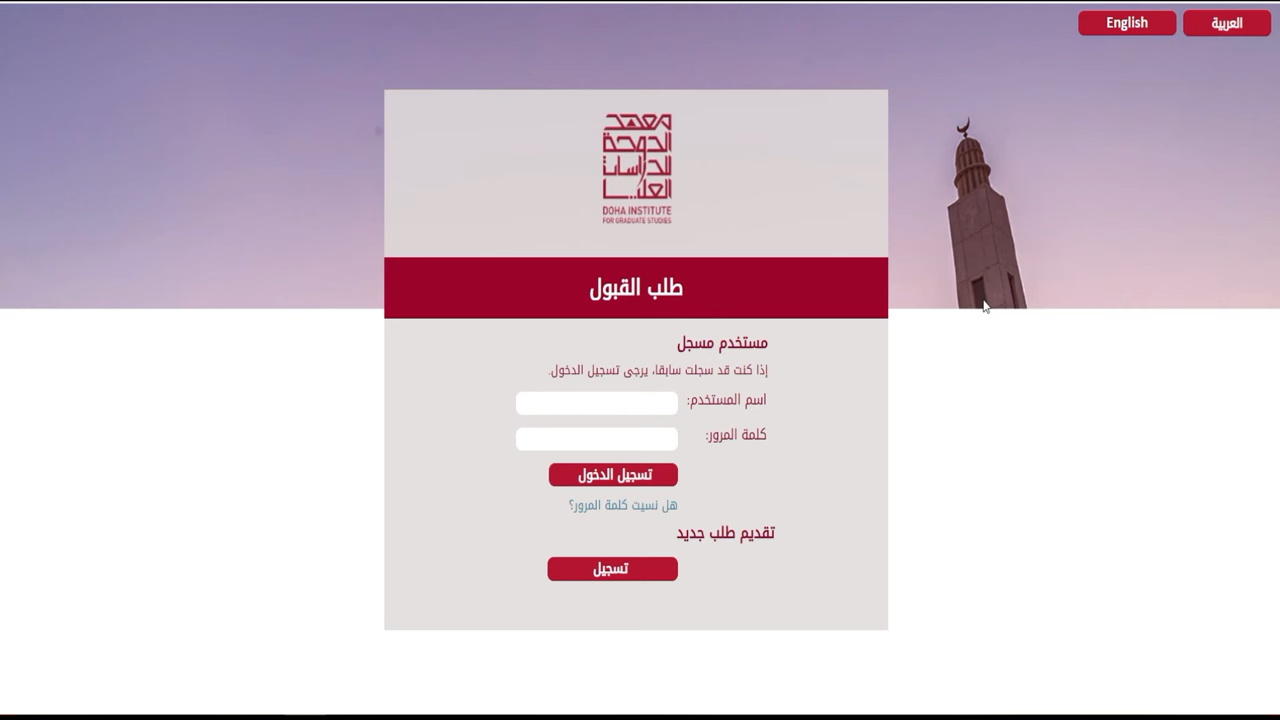 English
العربية
معهد
الدوحة
للدراسات
العليا
DOHA INSTITUTE
FOR GRADUATE STUDIES
طلب القبول
مستخدم مسجل
إذا كنت قد سجلت سابقا، يرجى تسجيل الدخول.
اسم المستخدم:
كلمة المرور:
تسجيل الدخول
هل نسيت كلمة المرور؟
تقديم طلب جديد
تسجيل